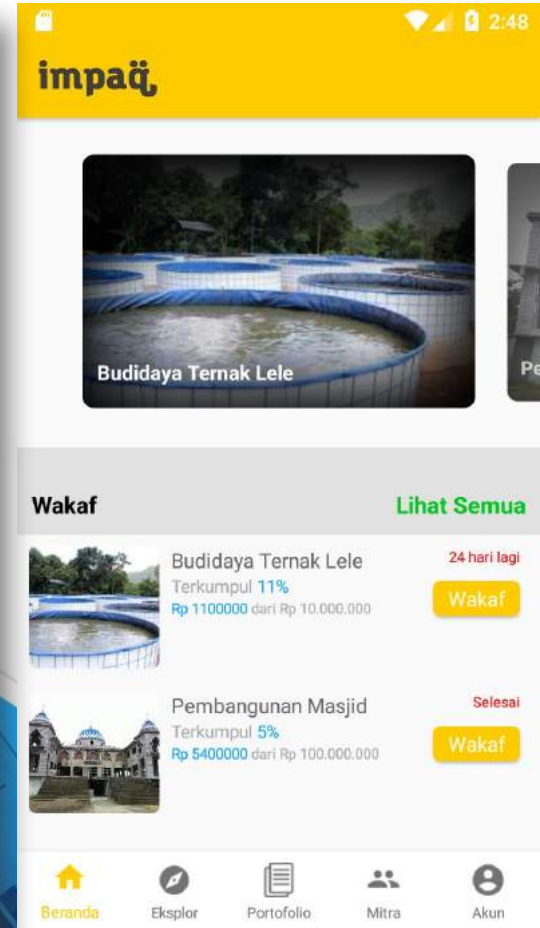 2:48
impaq
Budidaya Ternak Lele
Pe
Wakaf
Lihat Semua
Budidaya Ternak Lele
24 hari lagi
Terkumpul 11%
Wakaf
Rp 1100000 dari Rp 10.000.000
Pembangunan Masjid
Selesai
Terkumpul 5%
Wakaf
Rp 5400000 dari Rp 100.000.000
Beranda
Eksplor
Portofolio
Mitra
Akun